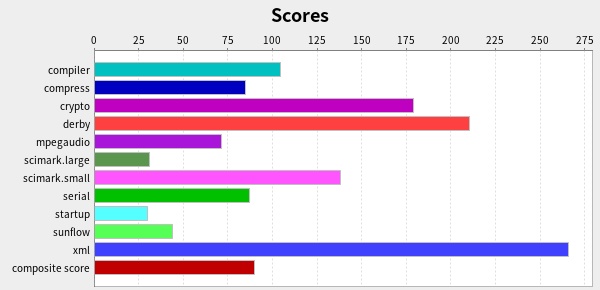 Scores
0 25 50 75 100 125 150 175 200 225 250 275
compiler
compress
crypto
derby
mpegaudio
scimark.large
scimark.small
serial
startup
sunflow
xml
composite score